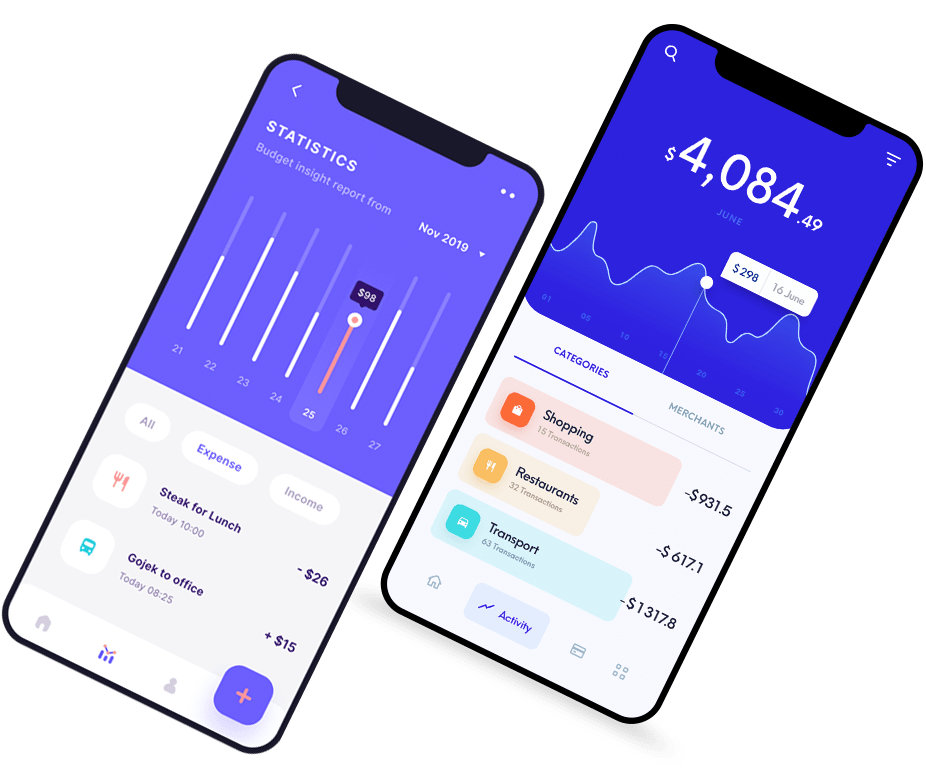 STATISTICS
Budget insight report from
Nov 2019
$98
21
22
23
24
25
26
27
All
Expense
Income
Steak for Lunch
Today 10:00
- $26
Gojek to office
Today 08:25
+ $15
$4,084.49
JUNE
$298 16 June
01
05
10
15
20
25
30
CATEGORIES
MERCHANTS
Shopping
15 Transactions
-$931.5
Restaurants
32 Transactions
-$617.1
Transport
63 Transactions
-$1317.8
Activity